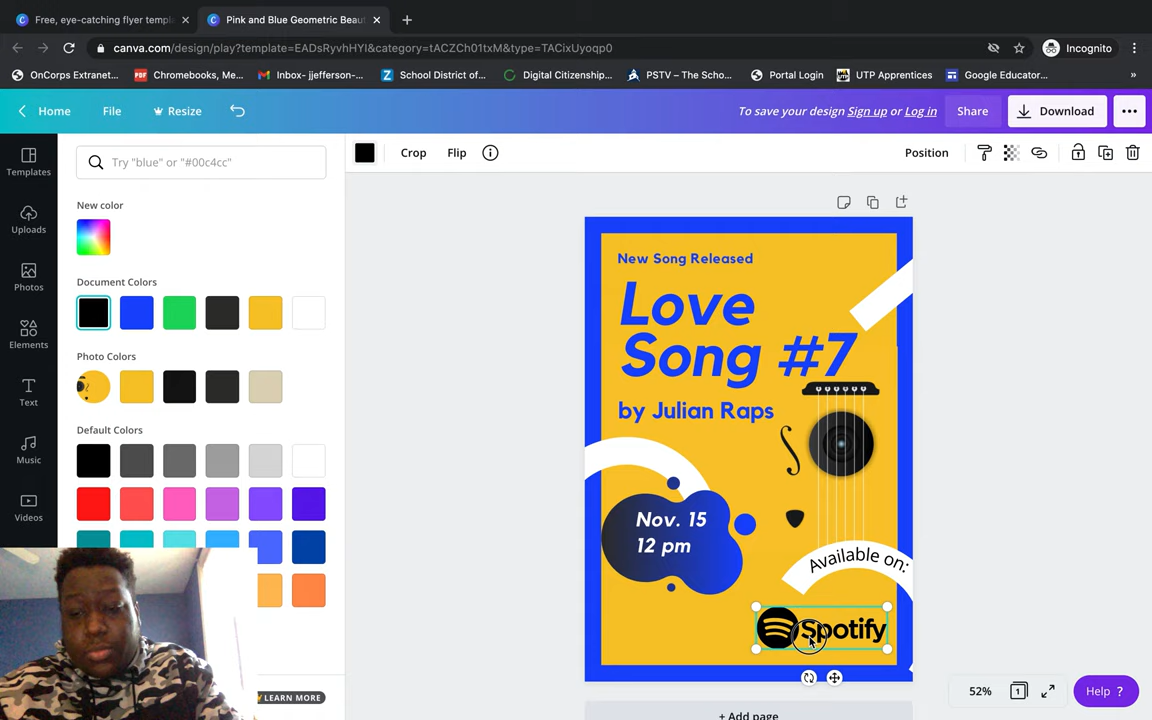 Free, eye-catching flyer templ
Pink and Blue Geometric Beau
canva.com/design/play?template=EADsRyvhHYI&category=tACZCh01txM&type=TACixUyoqp0
Incognito
OnCorps Extranet...
Chromebooks, Me...
Inbox- jjefferson-...
School District of...
Digital Citizenship...
PSTV – The Scho...
Portal Login
UTP Apprentices
Google Educator...
»
Home
File
Resize
To save your design Sign up or Log in
Share
Download
Try "blue" or "#00c4cc"
Crop
Flip
Position
Templates
Uploads
Photos
Elements
Text
Music
Videos
New color
Document Colors
Photo Colors
Default Colors
LEARN MORE
New Song Released
Love
Song #7
by Julian Raps
Nov. 15
12 pm
Available on:
Spotify
+ Add page
52%
1
Help ?